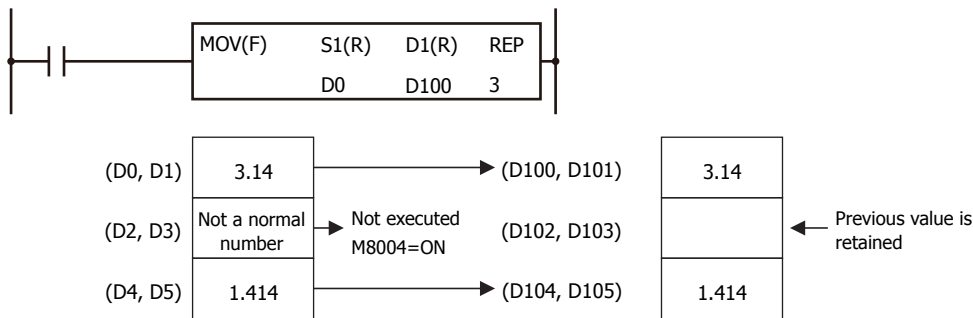 MOV(F) S1(R) D1(R) REP
D0 D100 3
(D0, D1) 3.14 (D100, D101) 3.14
(D2, D3) Not a normal number Not executed M8004=ON (D102, D103) Previous value is retained
(D4, D5) 1.414 (D104, D105) 1.414